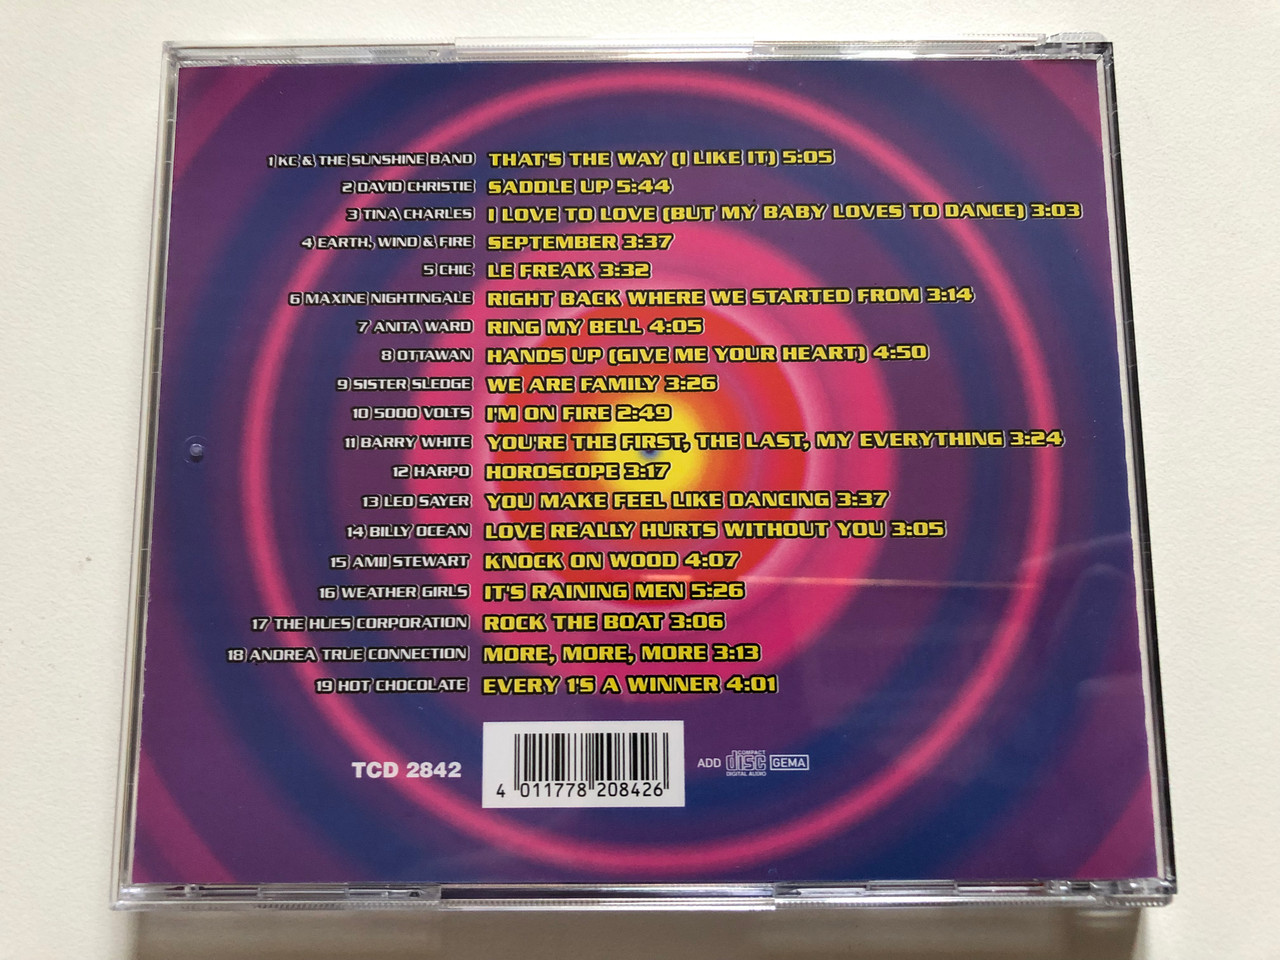 1 KC & THE SUNSHINE BAND THAT'S THE WAY (I LIKE IT) 5:05
2 DAVID CHRISTIE SADDLE UP 5:44
3 TINA CHARLES I LOVE TO LOVE (BUT MY BABY LOVES TO DANCE) 3:03
4 EARTH, WIND & FIRE SEPTEMBER 3:37
5 CHIC LE FREAK 3:32
6 MAXINE NIGHTINGALE RIGHT BACK WHERE WE STARTED FROM 3:14
7 ANITA WARD RING MY BELL 4:05
8 OTTAWAN HANDS UP (GIVE ME YOUR HEART) 4:50
9 SISTER SLEDGE WE ARE FAMILY 3:26
10 5000 VOLTS I'M ON FIRE 2:49
11 BARRY WHITE YOU'RE THE FIRST, THE LAST, MY EVERYTHING 3:24
12 HARPO HOROSCOPE 3:17
13 LEO SAYER YOU MAKE FEEL LIKE DANCING 3:37
14 BILLY OCEAN LOVE REALLY HURTS WITHOUT YOU 3:05
15 AMII STEWART KNOCK ON WOOD 4:07
16 WEATHER GIRLS IT'S RAINING MEN 5:26
17 THE HUES CORPORATION ROCK THE BOAT 3:06
18 ANDREA TRUE CONNECTION MORE, MORE, MORE 3:13
19 HOT CHOCOLATE EVERY 1'S A WINNER 4:01
TCD 2842
4 011778 208426
ADD COMPACT disc DIGITAL AUDIO GEMA